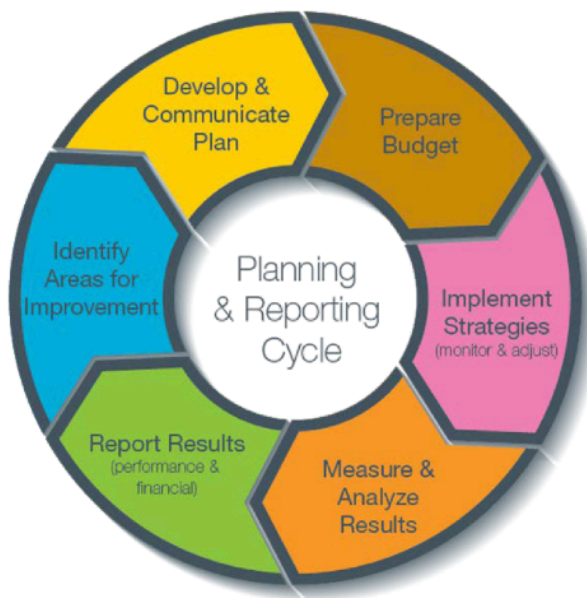 Develop &
Communicate
Plan
Prepare
Budget
Implement
Strategies
(monitor & adjust)
Measure &
Analyze
Results
Report Results
(performance &
financial)
Identify
Areas for
Improvement
Planning
& Reporting
Cycle